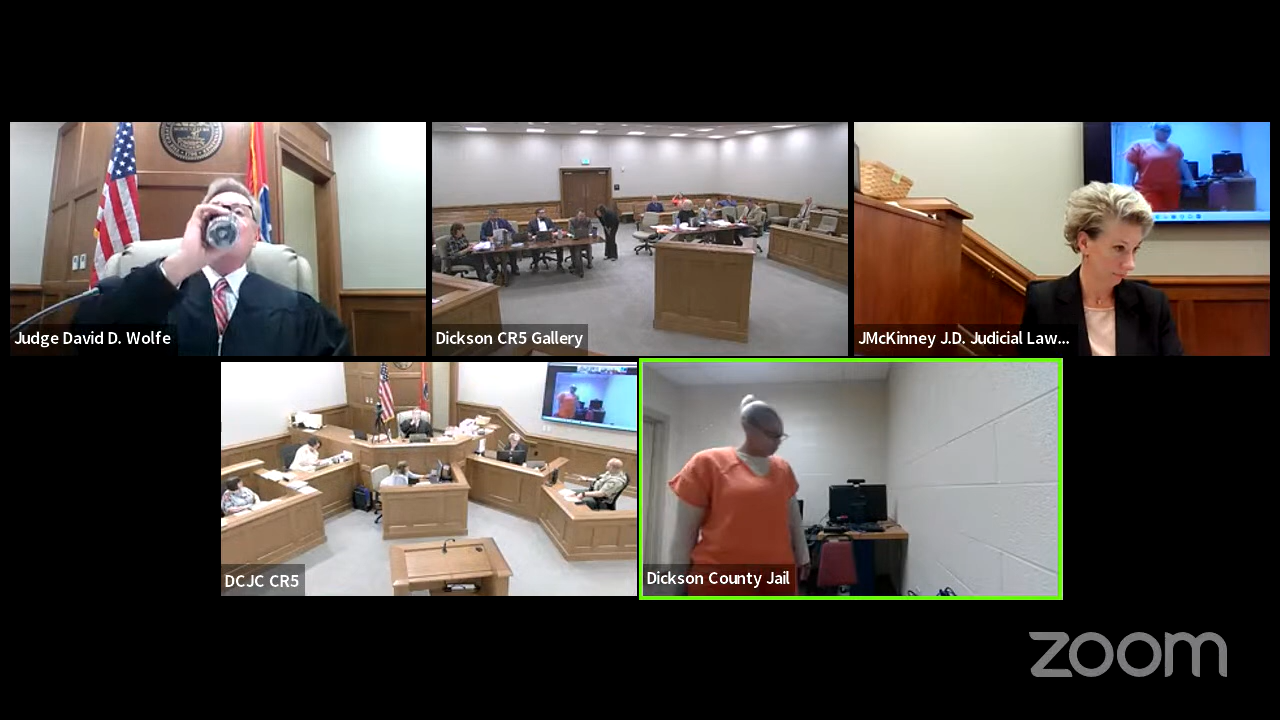 Judge David D. Wolfe
Dickson CR5 Gallery
JMcKinney J.D. Judicial Law...
DCJC CR5
Dickson County Jail
zoom